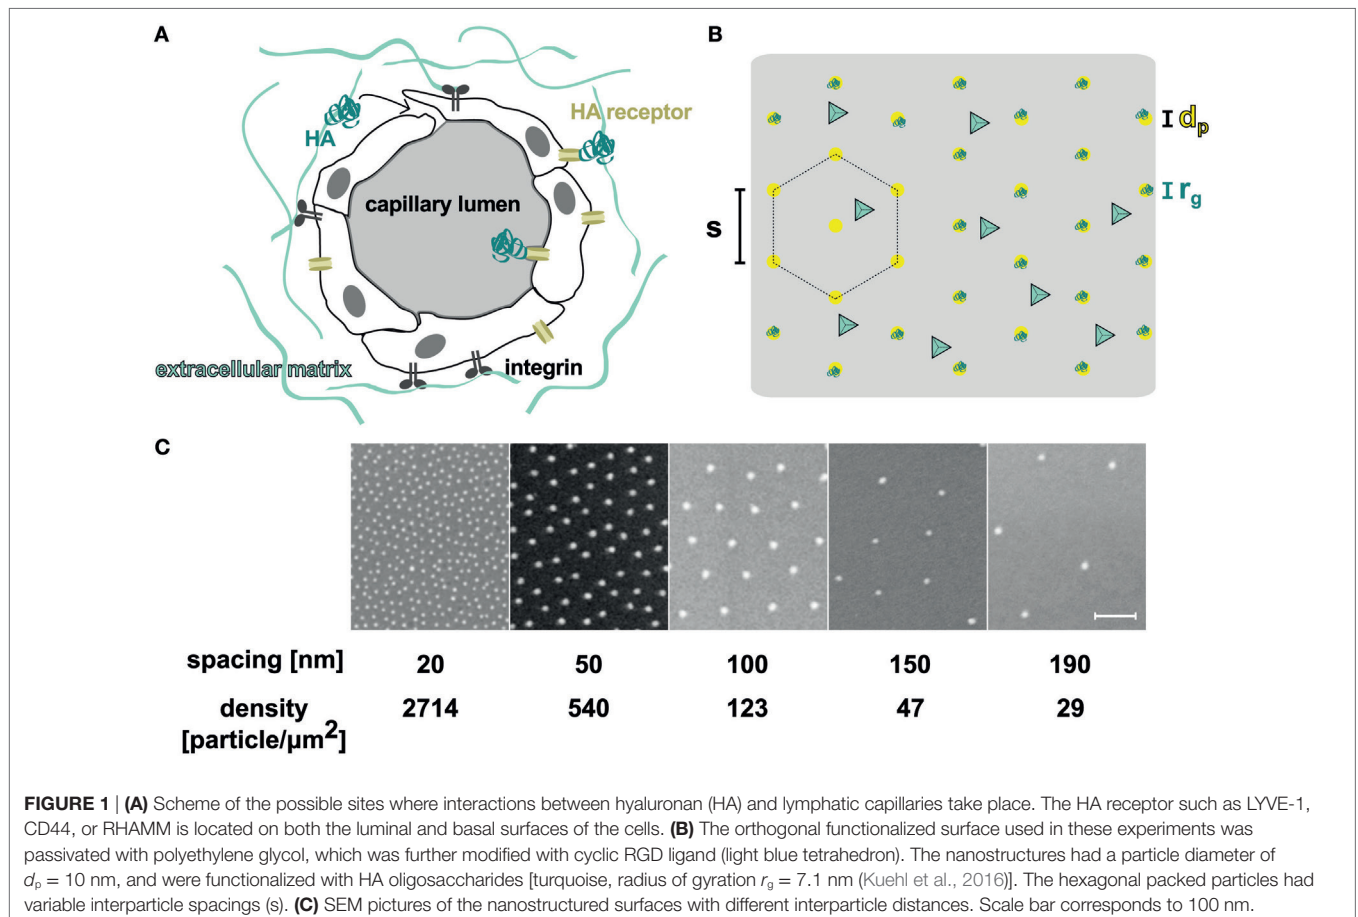 A
HA receptor
HA
capillary lumen
extracellular matrix
integrin
B
dp
rg
s
C
spacing [nm] 20 50 100 150 190
density 2714 540 123 47 29
[particle/µm²]
FIGURE 1 | (A) Scheme of the possible sites where interactions between hyaluronan (HA) and lymphatic capillaries take place. The HA receptor such as LYVE-1,
CD44, or RHAMM is located on both the luminal and basal surfaces of the cells. (B) The orthogonal functionalized surface used in these experiments was
passivated with polyethylene glycol, which was further modified with cyclic RGD ligand (light blue tetrahedron). The nanostructures had a particle diameter of
dp = 10 nm, and were functionalized with HA oligosaccharides [turquoise, radius of gyration rg = 7.1 nm (Kuehl et al., 2016)]. The hexagonal packed particles had
variable interparticle spacings (s). (C) SEM pictures of the nanostructured surfaces with different interparticle distances. Scale bar corresponds to 100 nm.